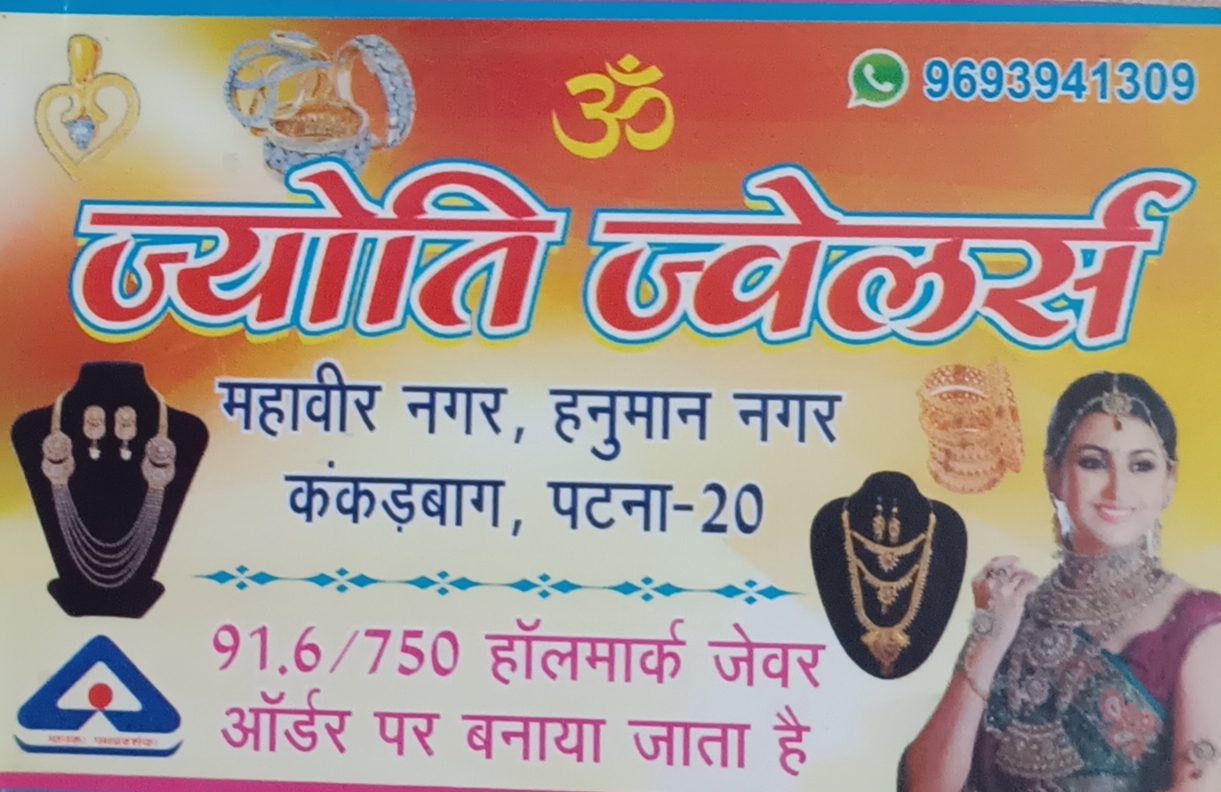 ॐ
9693941309
ज्योति ज्वेलर्स
महावीर नगर, हनुमान नगर
कंकड़बाग, पटना-20
91.6/750 हॉलमार्क जेवर
ऑर्डर पर बनाया जाता है